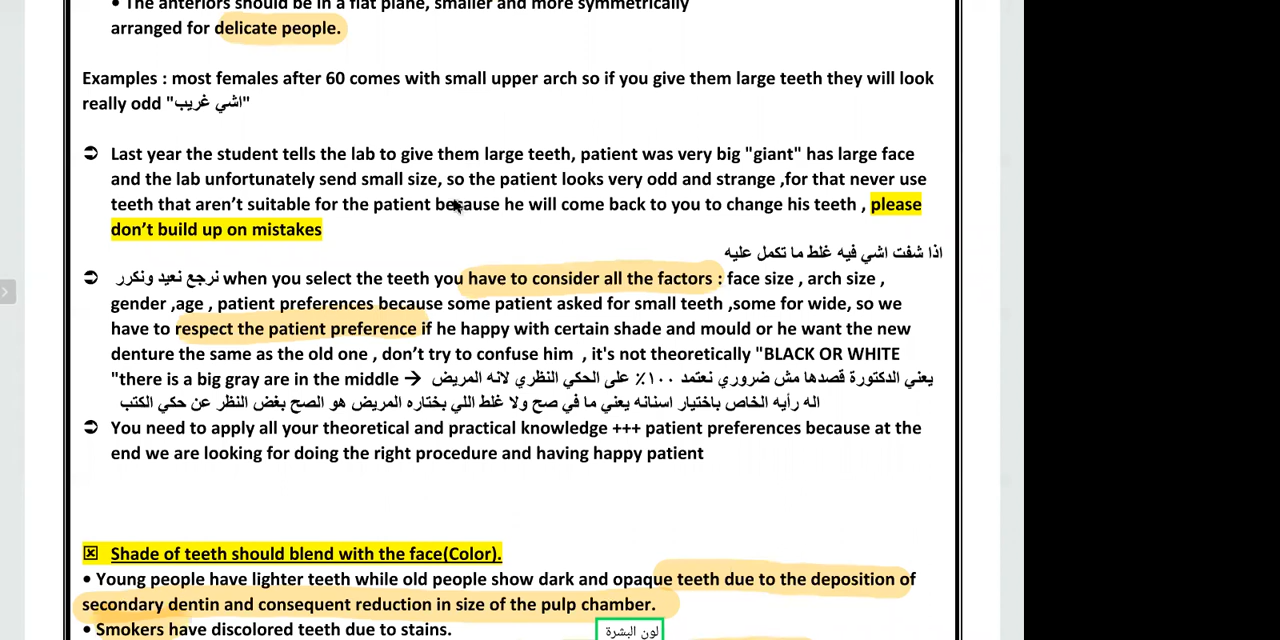 • The anteriors should be in a flat plane, smaller and more symmetrically
arranged for delicate people.
Examples : most females after 60 comes with small upper arch so if you give them large teeth they will look
really odd "اشي غريب"
➲ Last year the student tells the lab to give them large teeth, patient was very big "giant" has large face
and the lab unfortunately send small size, so the patient looks very odd and strange ,for that never use
teeth that aren't suitable for the patient because he will come back to you to change his teeth , please
don't build up on mistakes
اذا شفت اشي فيه غلط ما تكمل عليه
➲ نرجع نعيد ونكرر when you select the teeth you have to consider all the factors : face size , arch size ,
gender ,age , patient preferences because some patient asked for small teeth ,some for wide, so we
have to respect the patient preference if he happy with certain shade and mould or he want the new
denture the same as the old one , don't try to confuse him , it's not theoretically "BLACK OR WHITE
"there is a big gray are in the middle → يعني الدكتورة قصدها مش ضروري نعتمد ١٠٠٪ على الحكي النظري لانه المريض
اله رأيه الخاص باختيار اسنانه يعني ما في صح ولا غلط اللي بختاره المريض هو الصح بغض النظر عن حكي الكتب
➲ You need to apply all your theoretical and practical knowledge +++ patient preferences because at the
end we are looking for doing the right procedure and having happy patient
☒ Shade of teeth should blend with the face(Color).
• Young people have lighter teeth while old people show dark and opaque teeth due to the deposition of
secondary dentin and consequent reduction in size of the pulp chamber.
• Smokers have discolored teeth due to stains.
لون البشرة